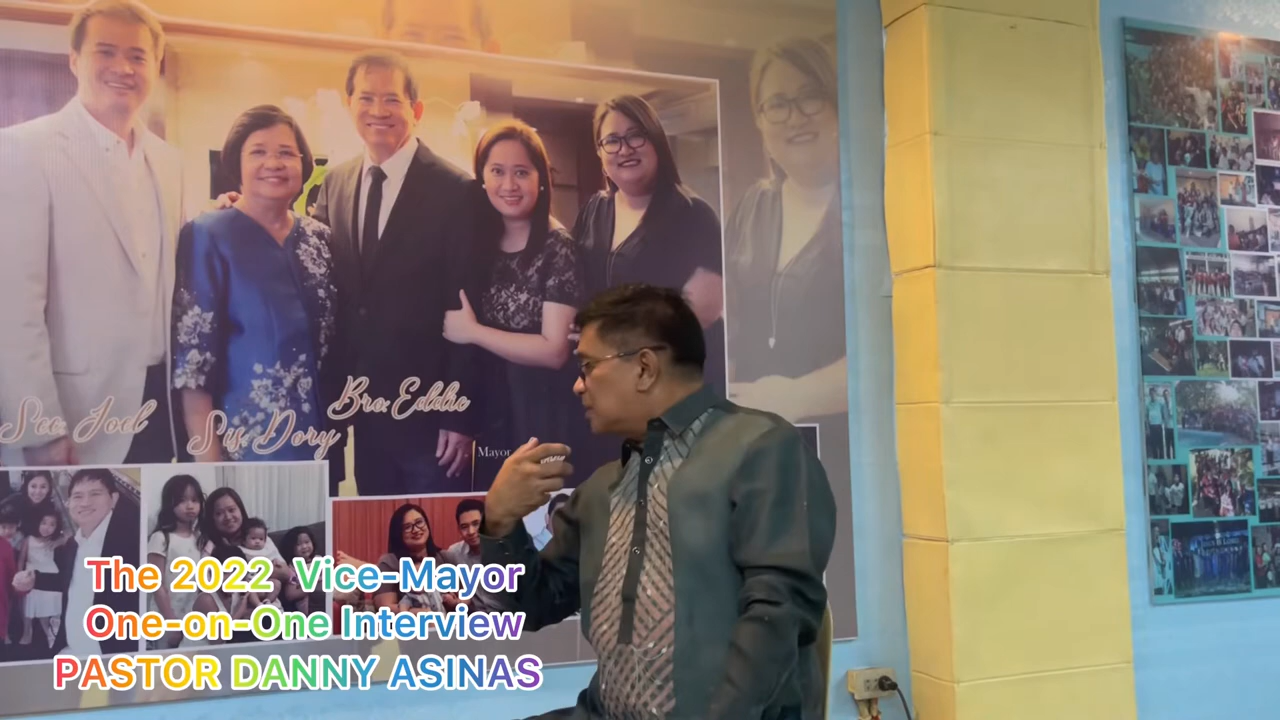 Sec. Joel
Sis. Dory
Bro. Eddie
Mayor
The 2022 Vice-Mayor
One-on-One Interview
PASTOR DANNY ASINAS